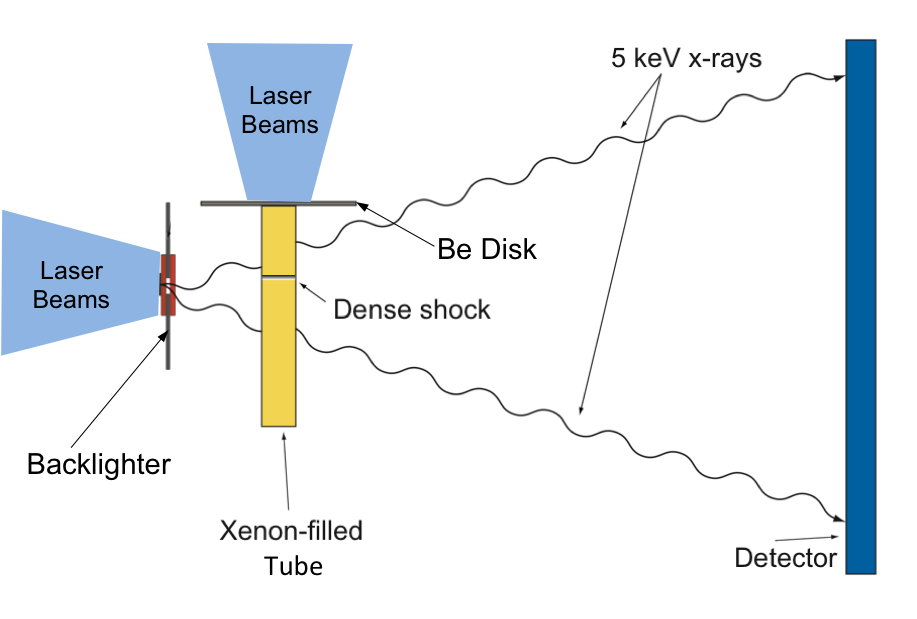 5 keV x-rays
Laser
Beams
Be Disk
Laser
Beams
Dense shock
Backlighter
Xenon-filled
Tube
Detector